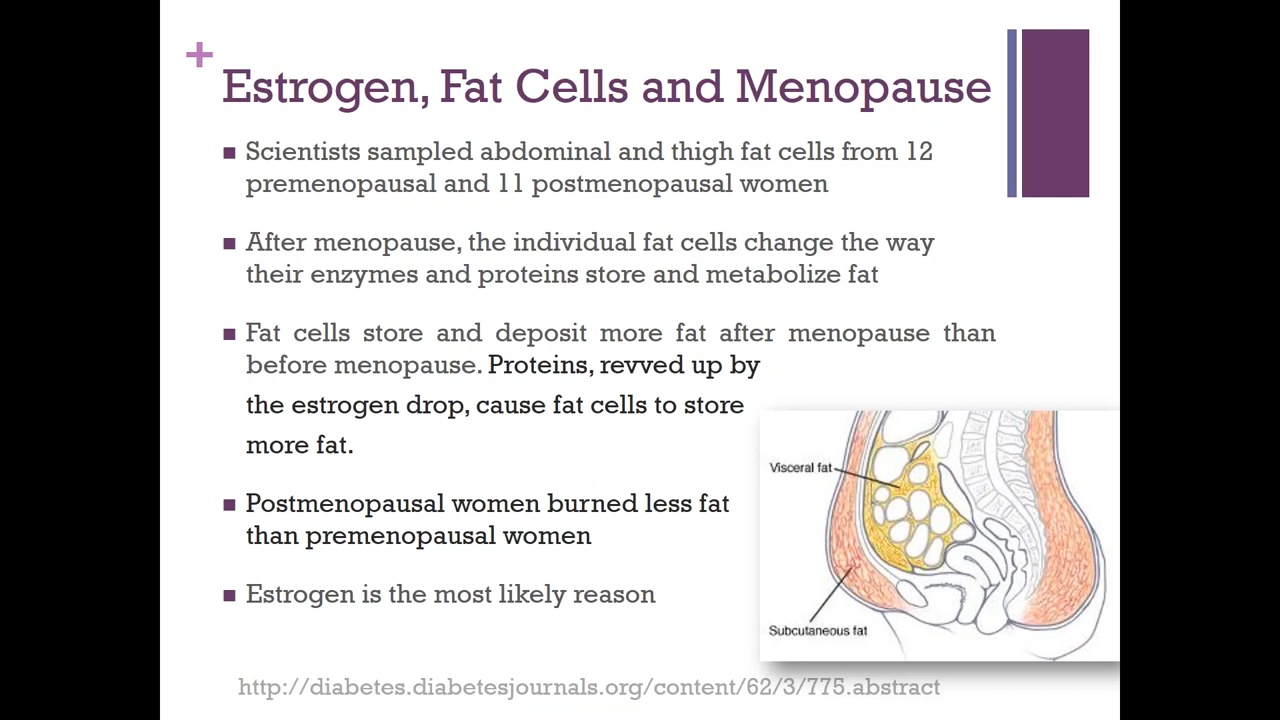 +
Estrogen, Fat Cells and Menopause
■ Scientists sampled abdominal and thigh fat cells from 12
premenopausal and 11 postmenopausal women
■ After menopause, the individual fat cells change the way
their enzymes and proteins store and metabolize fat
■ Fat cells store and deposit more fat after menopause than
before menopause. Proteins, revved up by
the estrogen drop, cause fat cells to store
more fat.
■ Postmenopausal women burned less fat
than premenopausal women
■ Estrogen is the most likely reason
Visceral fat
Subcutaneous fat
http://diabetes.diabetesjournals.org/content/62/3/775.abstract